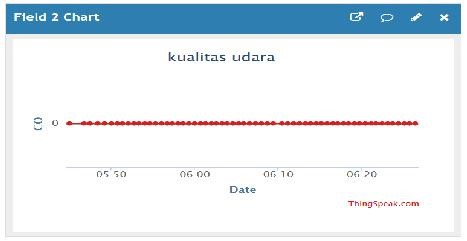 Field 2 Chart
kualitas udara
CO
0
05:50 06:00 06:10 06:20
Date
ThingSpeak.com